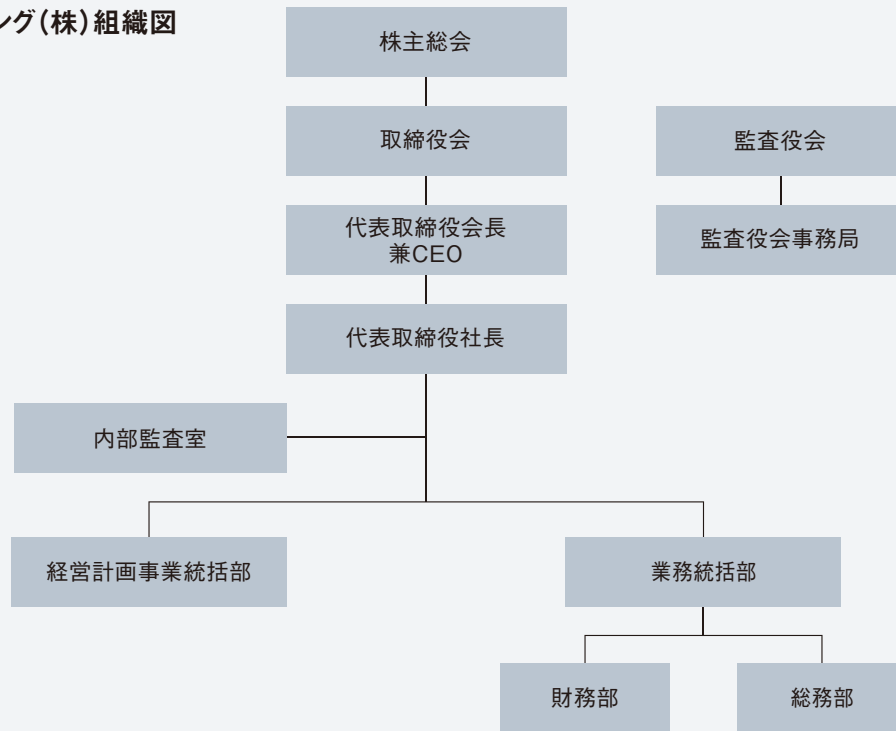 ング(株)組織図
株主総会
取締役会
監査役会
代表取締役会長
兼CEO
監査役会事務局
代表取締役社長
内部監査室
経営計画事業統括部
業務統括部
財務部
総務部